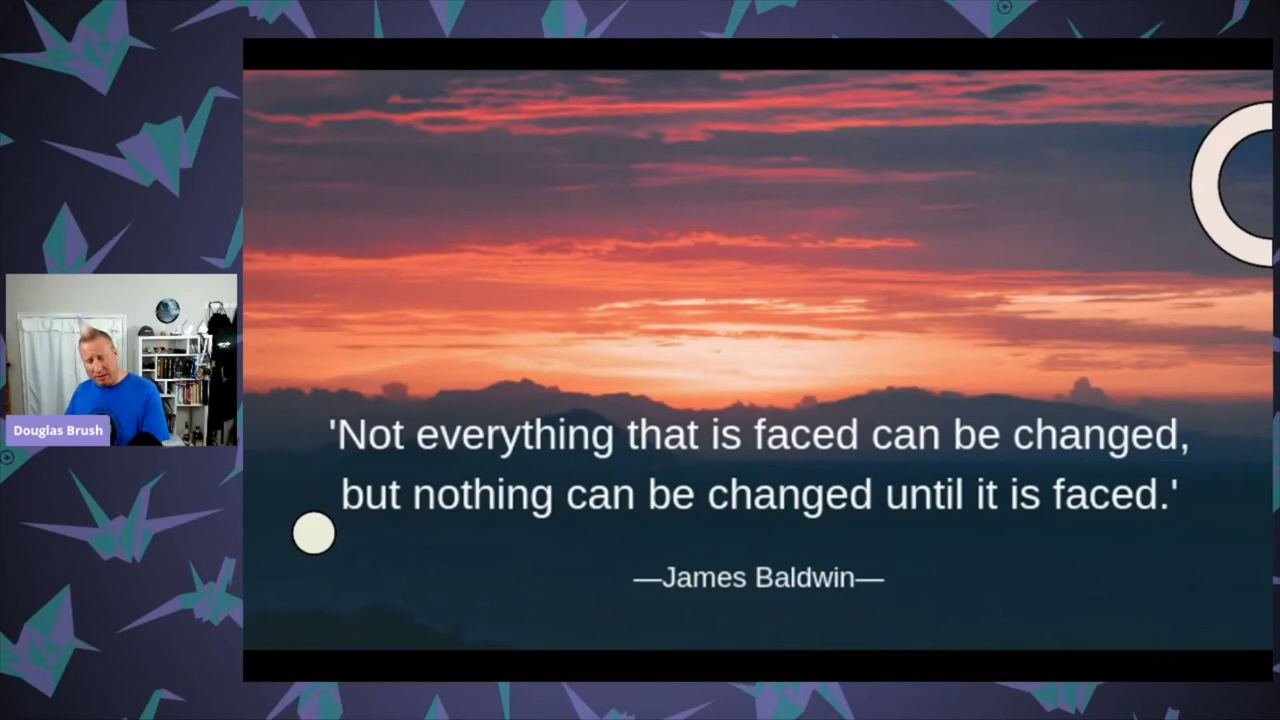 'Not everything that is faced can be changed,
but nothing can be changed until it is faced.'
—James Baldwin—
Douglas Brush